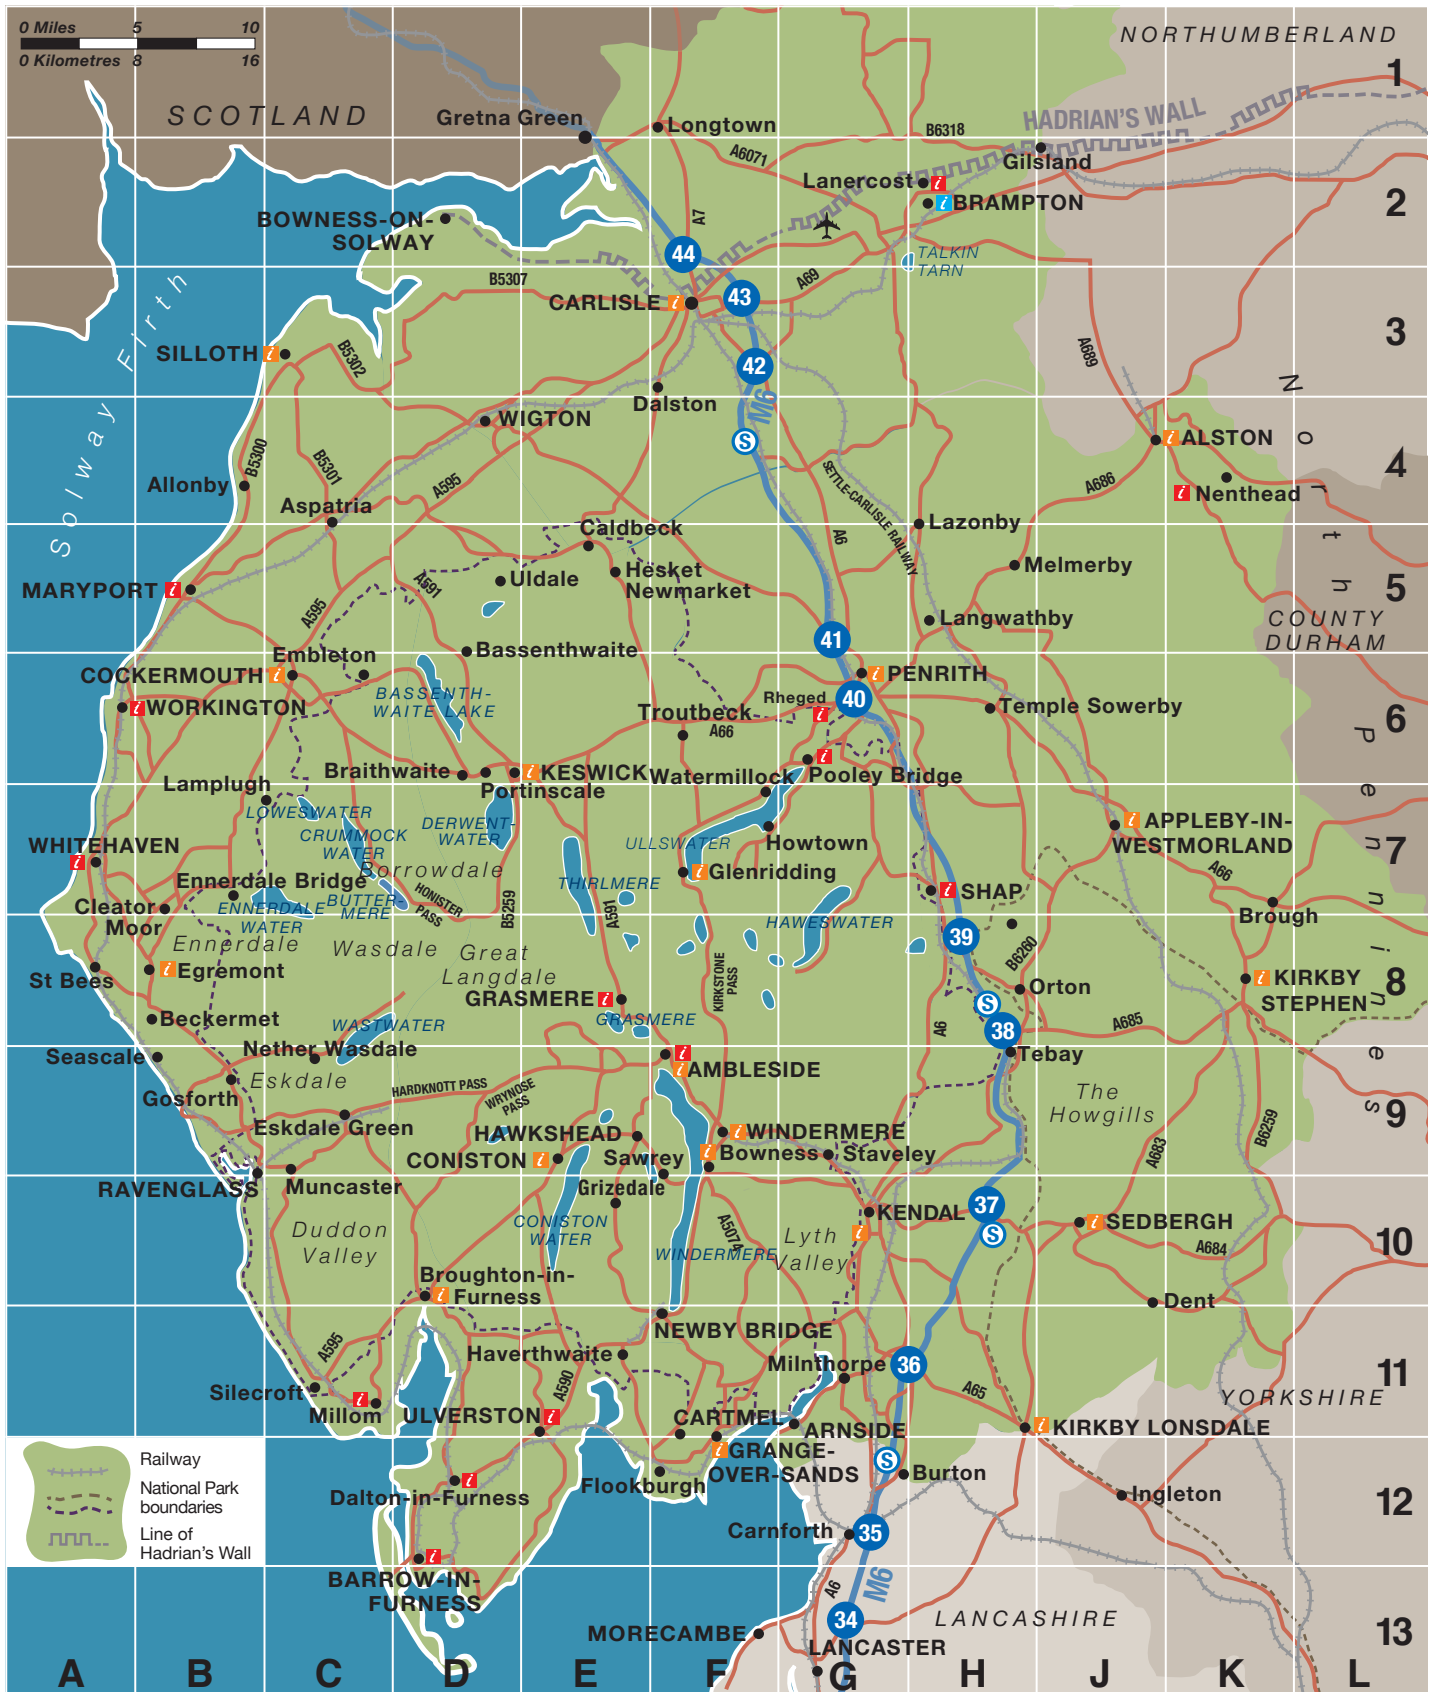 0 Miles 5 10
0 Kilometres 8 16
NORTHUMBERLAND
1
SCOTLAND
Gretna Green
Longtown
HADRIAN'S WALL
B6318
A6071
Gilsland
Lanercost i
i BRAMPTON
2
BOWNESS-ON-
SOLWAY
A7
44
TALKIN
TARN
B5307
A69
CARLISLE i
43
Solway Firth
SILLOTH i
B5302
42
A689
3
M6
Dalston
WIGTON
S
i ALSTON
North Pennines
B5300
B5301
Allonby
A595
SETTLE-CARLISLE RAILWAY
A686
i Nenthead
4
Aspatria
Caldbeck
A6
Lazonby
MARYPORT i
A591
Uldale
Hesket
Newmarket
Melmerby
5
A595
Langwathby
COUNTY
DURHAM
41
Embleton
Bassenthwaite
COCKERMOUTH i
i PENRITH
BASSENTH-
WAITE LAKE
Rheged
i
40
i WORKINGTON
Troutbeck
A66
Temple Sowerby
6
Braithwaite
i KESWICK
Watermillock
i
Pooley Bridge
Lamplugh
Portinscale
LOWESWATER
CRUMMOCK
WATER
DERWENT-
WATER
ULLSWATER
Howtown
i APPLEBY-IN-
WESTMORLAND
WHITEHAVEN
i
7
Borrowdale
THIRLMERE
i Glenridding
A66
Ennerdale Bridge
BUTTER-
MERE
HONISTER
PASS
B5259
A591
i SHAP
Cleator
Moor
ENNERDALE
WATER
HAWESWATER
Brough
Ennerdale
Wasdale
Great
Langdale
39
B6260
St Bees
i Egremont
KIRKSTONE
PASS
i KIRKBY
STEPHEN
8
GRASMERE i
Orton
S
Beckermet
WASTWATER
GRASMERE
A6
38
A685
Seascale
Nether Wasdale
i
i AMBLESIDE
Tebay
Eskdale
HARDKNOTT PASS
WRYNOSE
PASS
The
Howgills
Gosforth
9
Eskdale Green
HAWKSHEAD
i WINDERMERE
B6259
CONISTON i
Sawrey
i Bowness
Staveley
A683
RAVENGLASS
Muncaster
Grizedale
37
KENDAL
i
S
i SEDBERGH
Duddon
Valley
CONISTON
WATER
WINDERMERE
A5074
Lyth
Valley
A684
10
Broughton-in-
i Furness
Dent
A595
NEWBY BRIDGE
Haverthwaite
Milnthorpe
36
11
Silecroft
A590
A65
YORKSHIRE
i
Millom
ULVERSTON i
CARTMEL
ARNSIDE
i KIRKBY LONSDALE
i GRANGE-
OVER-SANDS
S
Burton
Railway
National Park
boundaries
Line of
Hadrian's Wall
Flookburgh
i
Dalton-in-Furness
Ingleton
12
Carnforth
35
i
BARROW-IN-
FURNESS
A6
M6
34
LANCASHIRE
MORECAMBE
LANCASTER
13
A B C D E F G H J K L